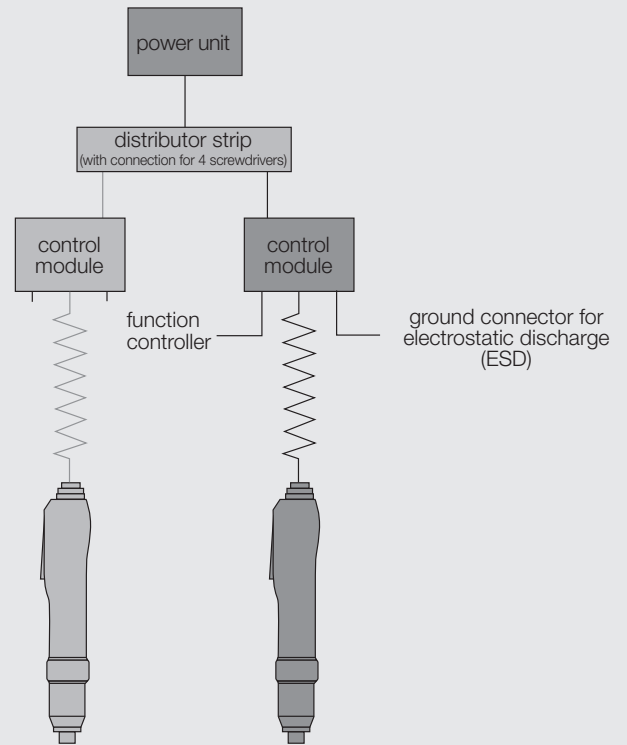 power unit
distributor strip
(with connection for 4 screwdrivers)
control
module
control
module
function
controller
ground connector for
electrostatic discharge
(ESD)